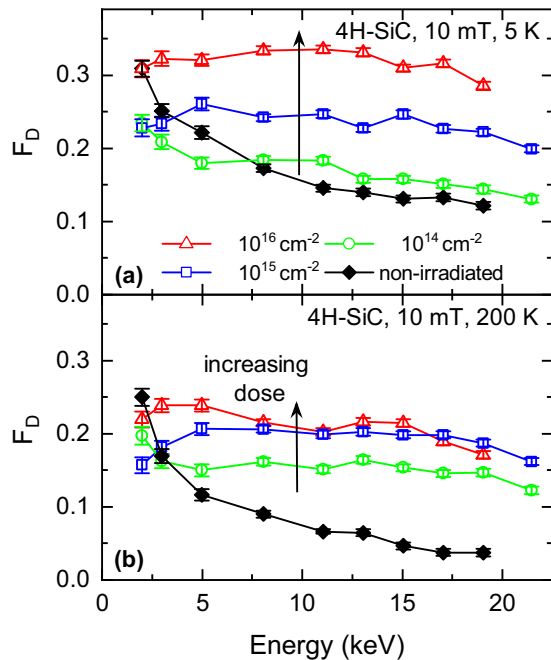 4H-SiC, 10 mT, 5 K
0.3
0.2
0.1
0.0
F_D
10^16 cm^-2
10^14 cm^-2
10^15 cm^-2
non-irradiated
(a)
4H-SiC, 10 mT, 200 K
increasing
dose
0.3
0.2
0.1
0.0
F_D
(b)
0 5 10 15 20
Energy (keV)